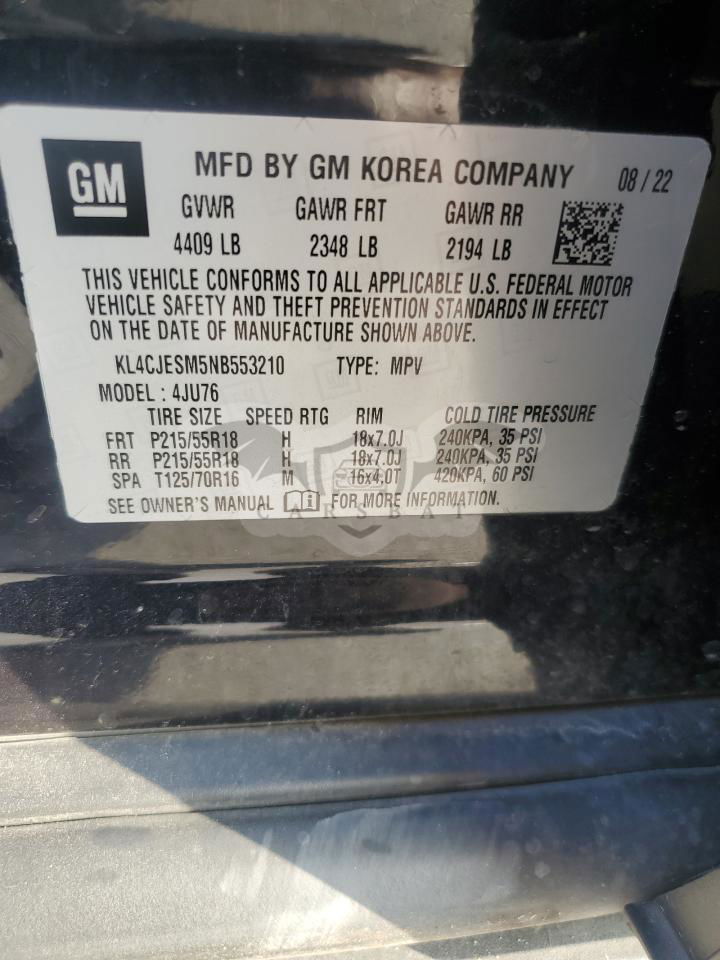 GM
MFD BY GM KOREA COMPANY 08 / 22
GVWR GAWR FRT GAWR RR
4409 LB 2348 LB 2194 LB
THIS VEHICLE CONFORMS TO ALL APPLICABLE U.S. FEDERAL MOTOR
VEHICLE SAFETY AND THEFT PREVENTION STANDARDS IN EFFECT
ON THE DATE OF MANUFACTURE SHOWN ABOVE.
KL4CJESM5NB553210 TYPE: MPV
MODEL : 4JU76
TIRE SIZE SPEED RTG RIM COLD TIRE PRESSURE
FRT P215/55R18 H 18x7.0J 240KPA, 35 PSI
RR P215/55R18 H 18x7.0J 240KPA, 35 PSI
SPA T125/70R16 M 16x4.0T 420KPA, 60 PSI
SEE OWNER'S MANUAL FOR MORE INFORMATION.
CARSBAT